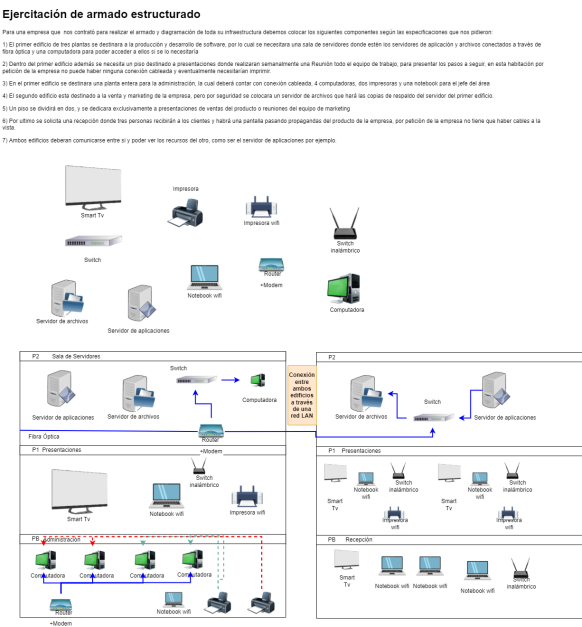 Ejercitación de armado estructurado
Para una empresa que nos contrató para realizar el armado y diagramación de toda su infraestructura debemos colocar los siguientes componentes según las especificaciones que nos pidieron:
1) El primer edificio de tres plantas se destinara a la producción y desarrollo de software, por lo cual se necesitara una sala de servidores donde estén los servidores de aplicación y archivos conectados a través de
fibra óptica y una computadora para poder acceder a ellos si se lo necesitaría
2) Dentro del primer edificio además se necesita un piso destinado a presentaciones donde realizaran semanalmente una Reunión todo el equipo de trabajo, para presentar los pasos a seguir, en esta habitación por
petición de la empresa no puede haber ninguna conexión cableada y eventualmente necesitarían imprimir.
3) En el primer edificio se destinara una planta entera para la administración, la cual deberá contar con conexión cableada, 4 computadoras, dos impresoras y una notebook para el jefe del área.
4) El segundo edificio está destinado a la venta y marketing de la empresa, pero por seguridad se colocara un servidor de archivos que hará las copias de respaldo del servidor del primer edificio.
5) Un piso se dividirá en dos, y se dedicara exclusivamente a presentaciones de ventas del producto o reuniones del equipo de marketing
6) Por ultimo se solicita una recepción donde tres personas recibirán a los clientes y habrá una pantalla pasando propagandas del producto de la empresa, por petición de la empresa no tiene que haber cables a la
vista.
7) Ambos edificios deberan comunicarse entre si y poder ver los recursos del otro, como ser el servidor de aplicaciones por ejemplo.
Smart Tv
Impresora
Impresora wifi
Switch
inalámbrico
Switch
Notebook wifi
Router
+Modem
Computadora
Servidor de archivos
Servidor de aplicaciones
P2 Sala de Servidores
Switch
Computadora
Servidor de aplicaciones
Servidor de archivos
Router
+Modem
Fibra Óptica
Conexión
entre
ambos
edificios
a través
de una
red LAN
P2
Switch
Servidor de archivos
Servidor de aplicaciones
P1 Presentaciones
Switch
inalámbrico
Smart Tv
Notebook wifi
Impresora wifi
P1 Presentaciones
Smart
Tv
Notebook
wifi
Switch
inalámbrico
Impresora
wifi
Smart
Tv
Notebook
wifi
Switch
inalámbrico
Impresora
wifi
PB Administración
Computadora
Computadora
Computadora
Computadora
Router
+Modem
Notebook wifi
PB Recepción
Smart
Tv
Notebook wifi
Notebook wifi
Notebook wifi
Switch
inalámbrico